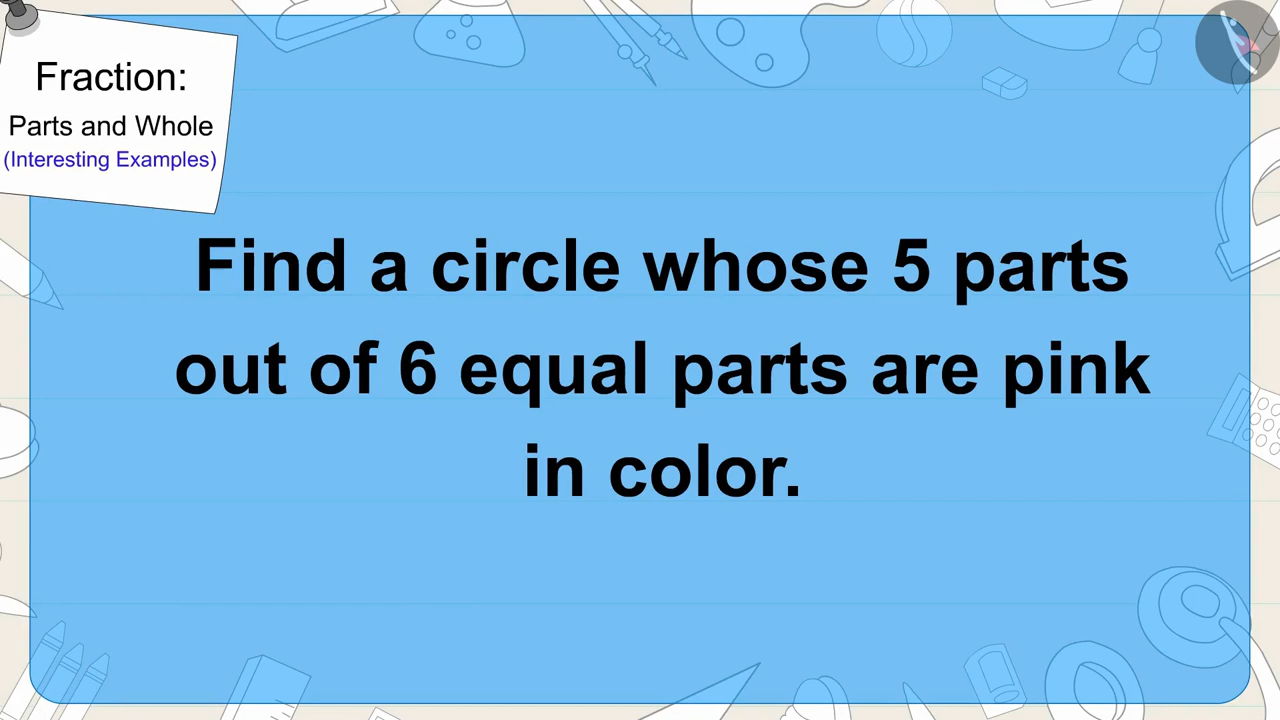 Fraction:
Parts and Whole
(Interesting Examples)
Find a circle whose 5 parts
out of 6 equal parts are pink
in color.